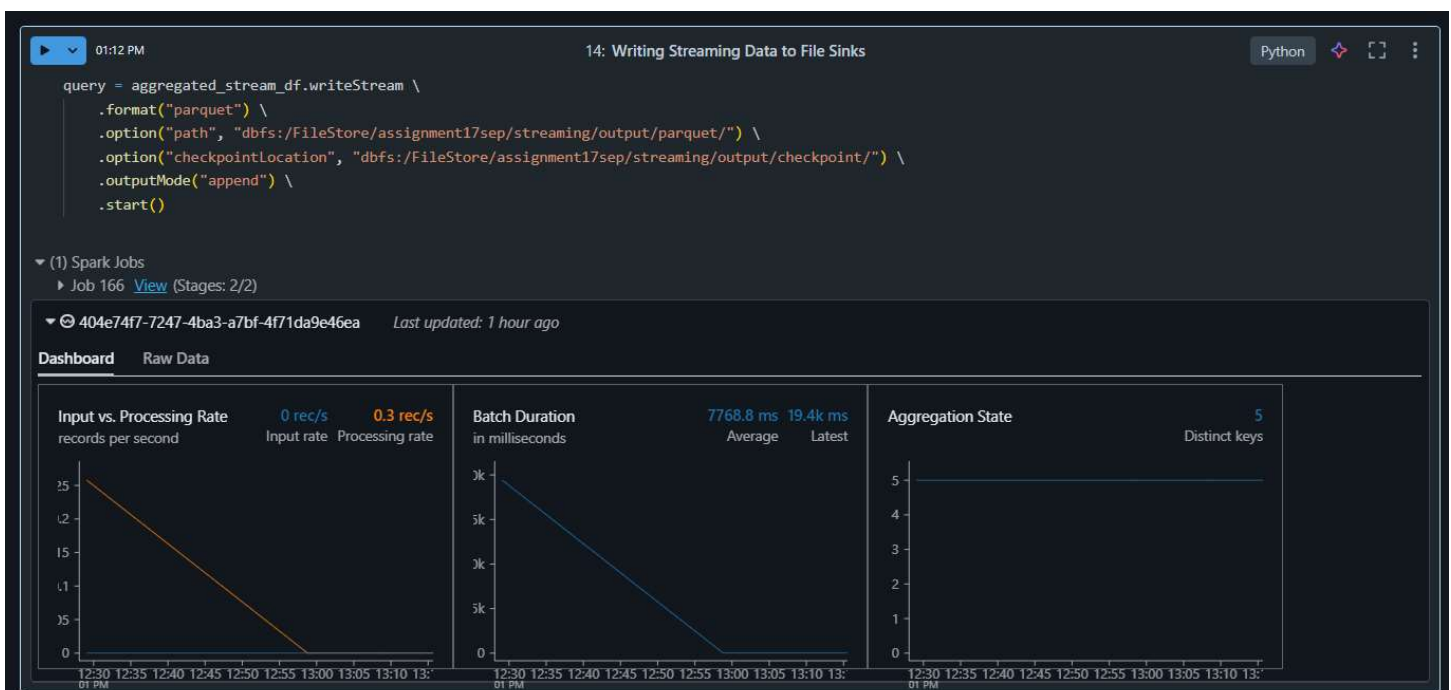 01:12 PM
14: Writing Streaming Data to File Sinks
Python
query = aggregated_stream_df.writeStream \
.format("parquet") \
.option("path", "dbfs:/FileStore/assignment17sep/streaming/output/parquet/") \
.option("checkpointLocation", "dbfs:/FileStore/assignment17sep/streaming/output/checkpoint/") \
.outputMode("append") \
.start()
(1) Spark Jobs
Job 166 View (Stages: 2/2)
404e74f7-7247-4ba3-a7bf-4f71da9e46ea Last updated: 1 hour ago
Dashboard Raw Data
Input vs. Processing Rate 0 rec/s 0.3 rec/s
records per second Input rate Processing rate
0
12:30 12:35 12:40 12:45 12:50 12:55 13:00 13:05 13:10
01 PM
Batch Duration 7768.8 ms 19.4k ms
in milliseconds Average Latest
0
12:30 12:35 12:40 12:45 12:50 12:55 13:00 13:05 13:10
01 PM
Aggregation State 5
Distinct keys
5
4
3
2
1
0
12:30 12:35 12:40 12:45 12:50 12:55 13:00 13:05 13:10
01 PM